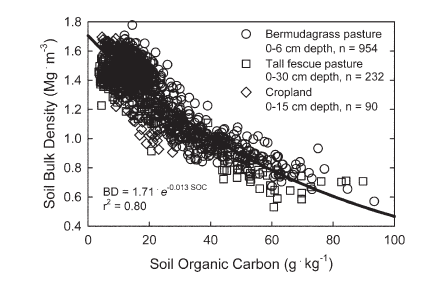 1.8
1.6
1.4
1.2
1.0
0.8
0.6
0.4
Soil Bulk Density (Mg · m⁻³)
Bermudagrass pasture
0-6 cm depth, n = 954
Tall fescue pasture
0-30 cm depth, n = 232
Cropland
0-15 cm depth, n = 90
BD = 1.71 · e^-0.013 SOC
r² = 0.80
0 20 40 60 80 100
Soil Organic Carbon (g · kg⁻¹)